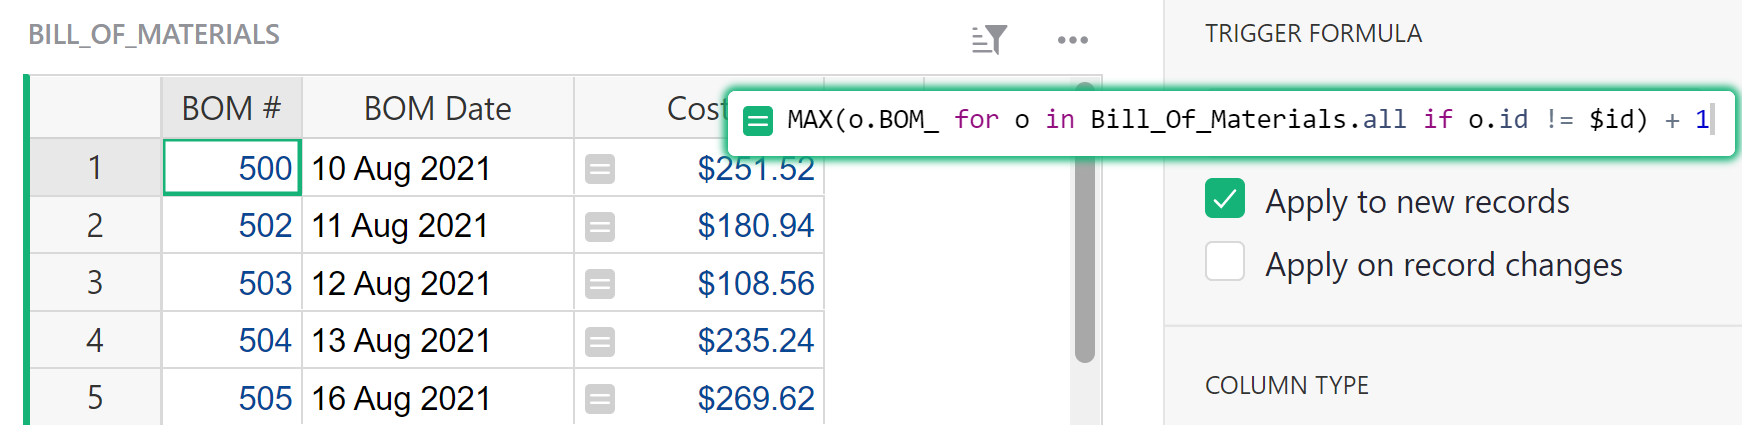 BILL_OF_MATERIALS
TRIGGER FORMULA
BOM # BOM Date Cost
MAX(o.BOM_ for o in Bill_Of_Materials.all if o.id != $id) + 1
1 500 10 Aug 2021 $251.52
2 502 11 Aug 2021 $180.94
3 503 12 Aug 2021 $108.56
4 504 13 Aug 2021 $235.24
5 505 16 Aug 2021 $269.62
Apply to new records
Apply on record changes
COLUMN TYPE